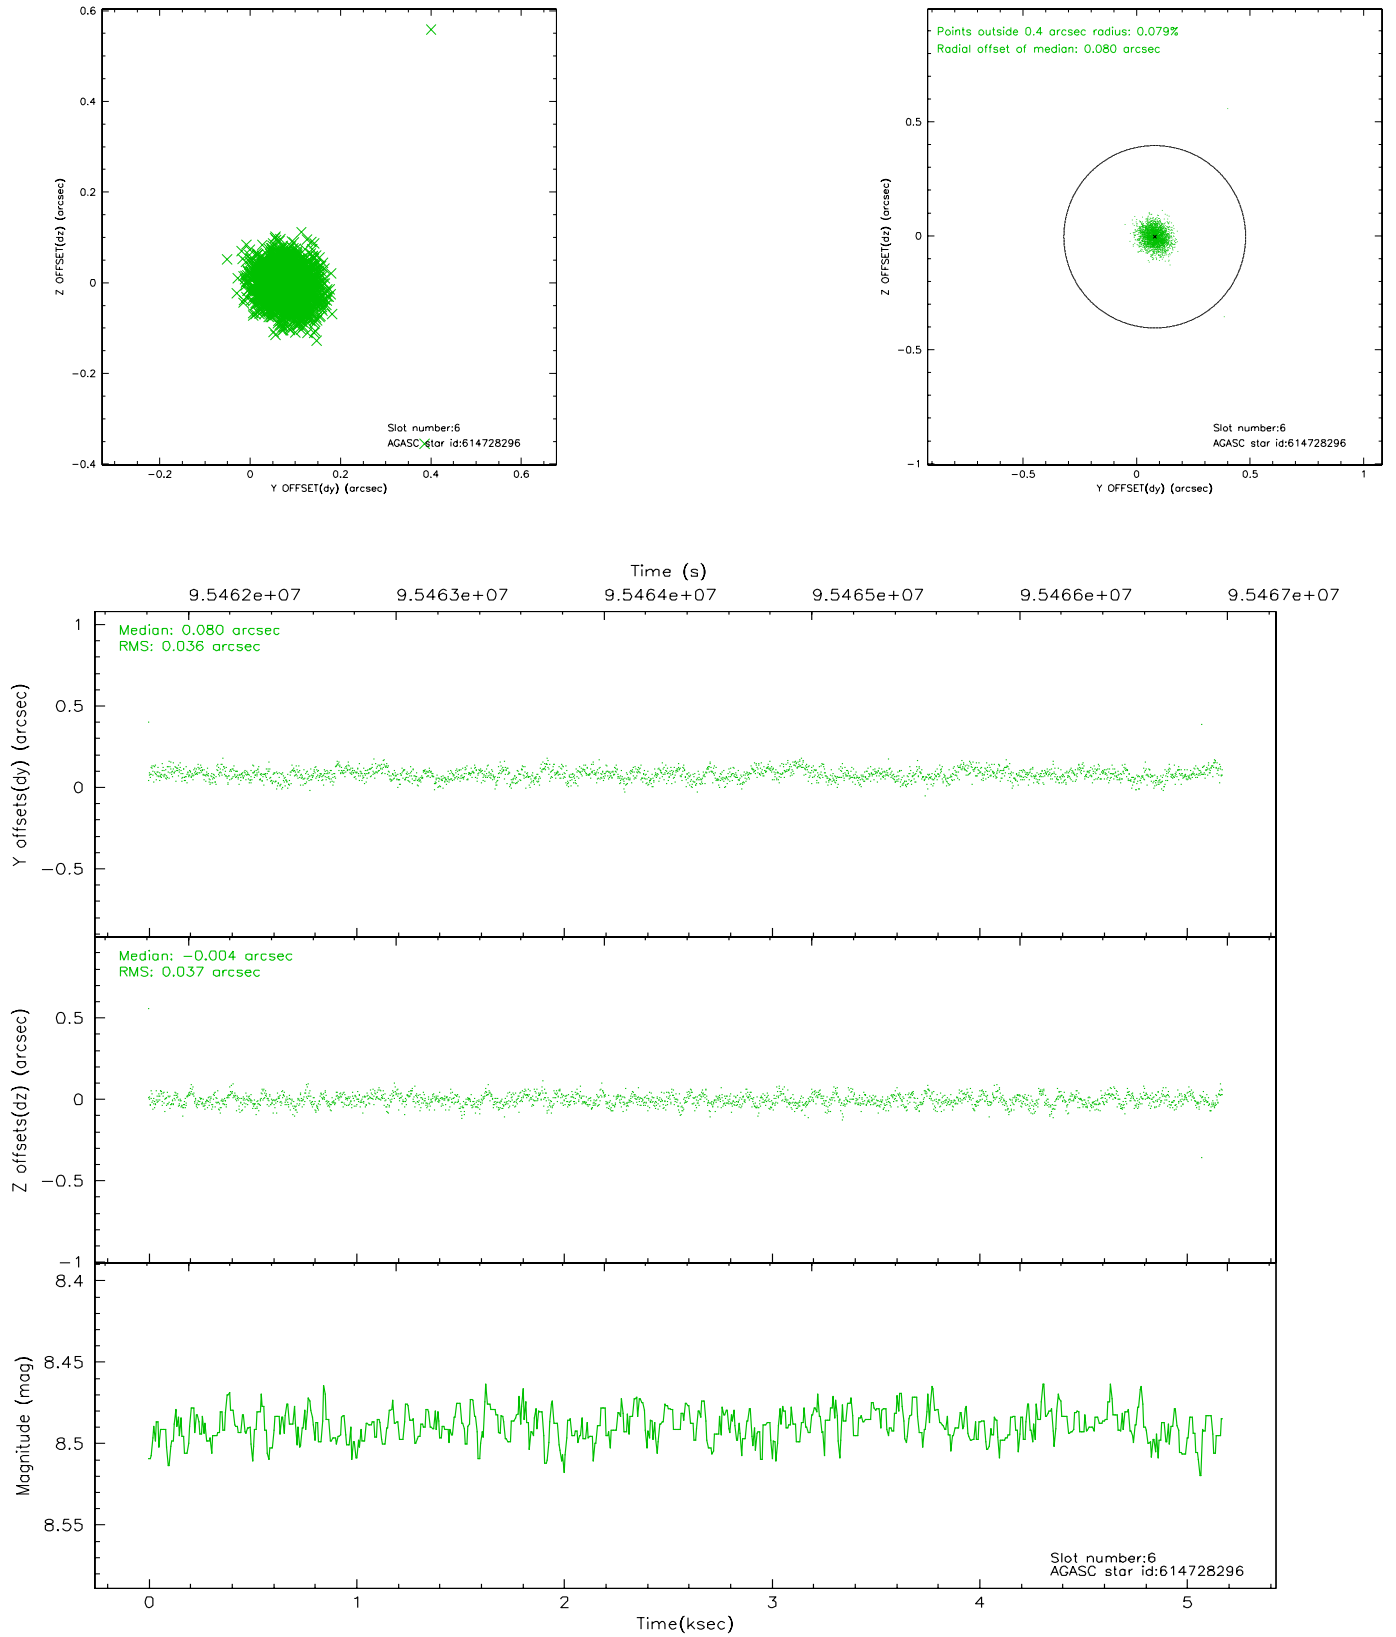 0.6
0.4
0.2
0
−0.2
−0.4
Z OFFSET(dz) (arcsec)
−0.2
0
0.2
0.4
0.6
Y OFFSET(dy) (arcsec)
Slot number:6
AGASC star id:614728296
Points outside 0.4 arcsec radius: 0.079%
Radial offset of median: 0.080 arcsec
0.5
0
−0.5
−1
Z OFFSET(dz) (arcsec)
−0.5
0
0.5
1
Y OFFSET(dy) (arcsec)
Slot number:6
AGASC star id:614728296
Time (s)
9.5462e+07
9.5463e+07
9.5464e+07
9.5465e+07
9.5466e+07
9.5467e+07
Median: 0.080 arcsec
RMS: 0.036 arcsec
1
0.5
0
−0.5
Y offsets(dy) (arcsec)
Median: −0.004 arcsec
RMS: 0.037 arcsec
0.5
0
−0.5
−1
Z offsets(dz) (arcsec)
8.4
8.45
8.5
8.55
Magnitude (mag)
Slot number:6
AGASC star id:614728296
0
1
2
3
4
5
Time(ksec)